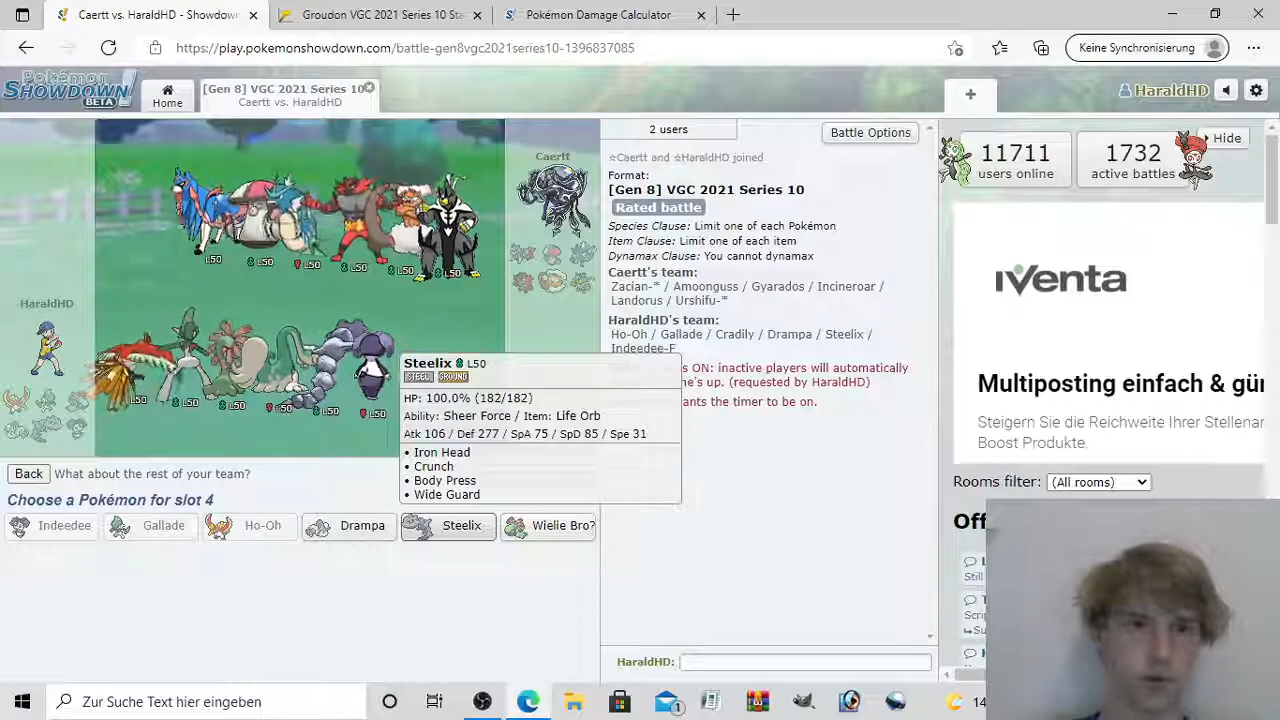 Caertt vs. HaraldHD - Showdow
Groudon VGC 2021 Series 10 Sta
Pokémon Damage Calculator
https://play.pokemonshowdown.com/battle-gen8vgc2021series10-1396837085
Keine Synchronisierung
Pokémon
SHOWDOWN
BETA
Home
[Gen 8] VGC 2021 Series 10
Caertt vs. HaraldHD
HaraldHD
2 users
Battle Options
☆Caertt and ☆HaraldHD joined
Format:
[Gen 8] VGC 2021 Series 10
Rated battle
Species Clause: Limit one of each Pokémon
Item Clause: Limit one of each item
Dynamax Clause: You cannot dynamax
Caertt's team:
Zacian-* / Amoonguss / Gyarados / Incineroar /
Landorus / Urshifu-*
HaraldHD's team:
Ho-Oh / Gallade / Cradily / Drampa / Steelix /
Indeedee-F
s ON: inactive players will automatically
e's up. (requested by HaraldHD)
ants the timer to be on.
Caertt
HaraldHD
L50
L50
L50
L50
L50
L50
L50
L50
L50
L50
L50
L50
Steelix L50
STEEL GROUND
HP: 100.0% (182/182)
Ability: Sheer Force / Item: Life Orb
Atk 106 / Def 277 / SpA 75 / SpD 85 / Spe 31
• Iron Head
• Crunch
• Body Press
• Wide Guard
Back What about the rest of your team?
Choose a Pokémon for slot 4
Indeedee Gallade Ho-Oh Drampa Steelix Wielie Bro?
HaraldHD:
11711
users online
1732
active battles
Hide
iVenta
Multiposting einfach & gür
Steigern Sie die Reichweite Ihrer Stellenar
Boost Produkte.
Rooms filter: (All rooms)
Off
L
Still
T
Scri
↳Su
Zur Suche Text hier eingeben
1
14